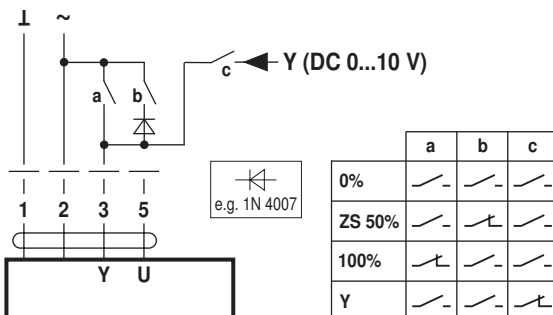 ⊥ ~
a b c Y (DC 0...10 V)
1 2 3 5
Y U
e.g. 1N 4007
a b c
0%
ZS 50%
100%
Y